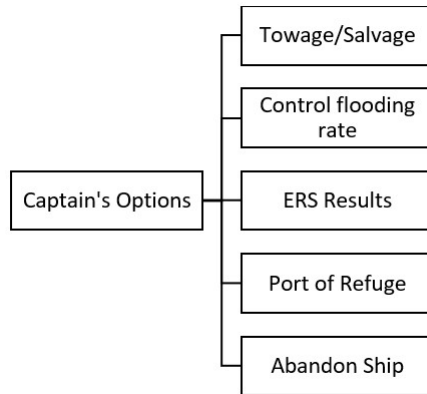 Towage/Salvage
Control flooding
rate
Captain's Options
ERS Results
Port of Refuge
Abandon Ship